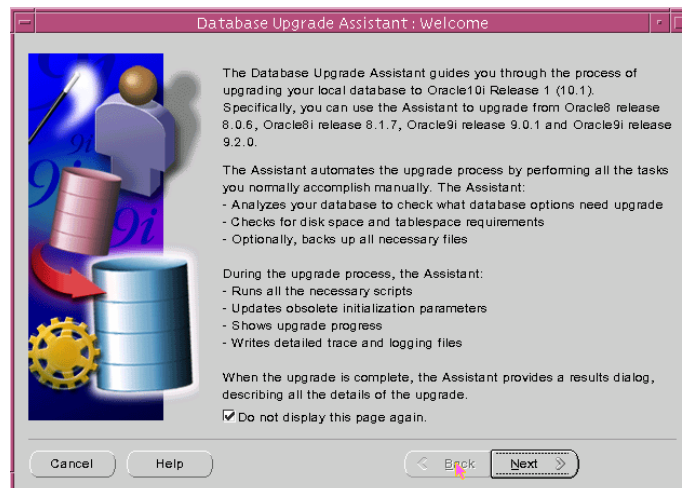 Database Upgrade Assistant : Welcome
The Database Upgrade Assistant guides you through the process of
upgrading your local database to Oracle10i Release 1 (10.1).
Specifically, you can use the Assistant to upgrade from Oracle8 release
8.0.6, Oracle8i release 8.1.7, Oracle9i release 9.0.1 and Oracle9i release
9.2.0.
The Assistant automates the upgrade process by performing all the tasks
you normally accomplish manually. The Assistant:
- Analyzes your database to check what database options need upgrade
- Checks for disk space and tablespace requirements
- Optionally, backs up all necessary files
During the upgrade process, the Assistant:
- Runs all the necessary scripts
- Updates obsolete initialization parameters
- Shows upgrade progress
- Writes detailed trace and logging files
When the upgrade is complete, the Assistant provides a results dialog,
describing all the details of the upgrade.
Do not display this page again.
9i
9i
9i
Cancel Help Back Next